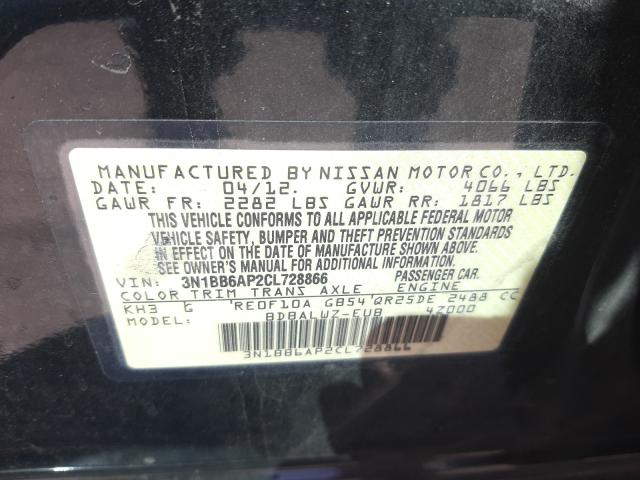 MANUFACTURED BY NISSAN MOTOR CO., LTD.
DATE: 04/12. GVWR: 4066 LBS
GAWR FR: 2282 LBS GAWR RR: 1817 LBS
THIS VEHICLE CONFORMS TO ALL APPLICABLE FEDERAL MOTOR
VEHICLE SAFETY, BUMPER AND THEFT PREVENTION STANDARDS
IN EFFECT ON THE DATE OF MANUFACTURE SHOWN ABOVE.
SEE OWNER'S MANUAL FOR ADDITIONAL INFORMATION.
VIN: 3N1BB6AP2CL728866 PASSENGER CAR.
COLOR TRIM TRANS AXLE ENGINE
KH3 G RE0F10A GB54 QR25DE 2488 CC
BDBALWZ-EUB 4Z000
3N1BB6AP2CL728866